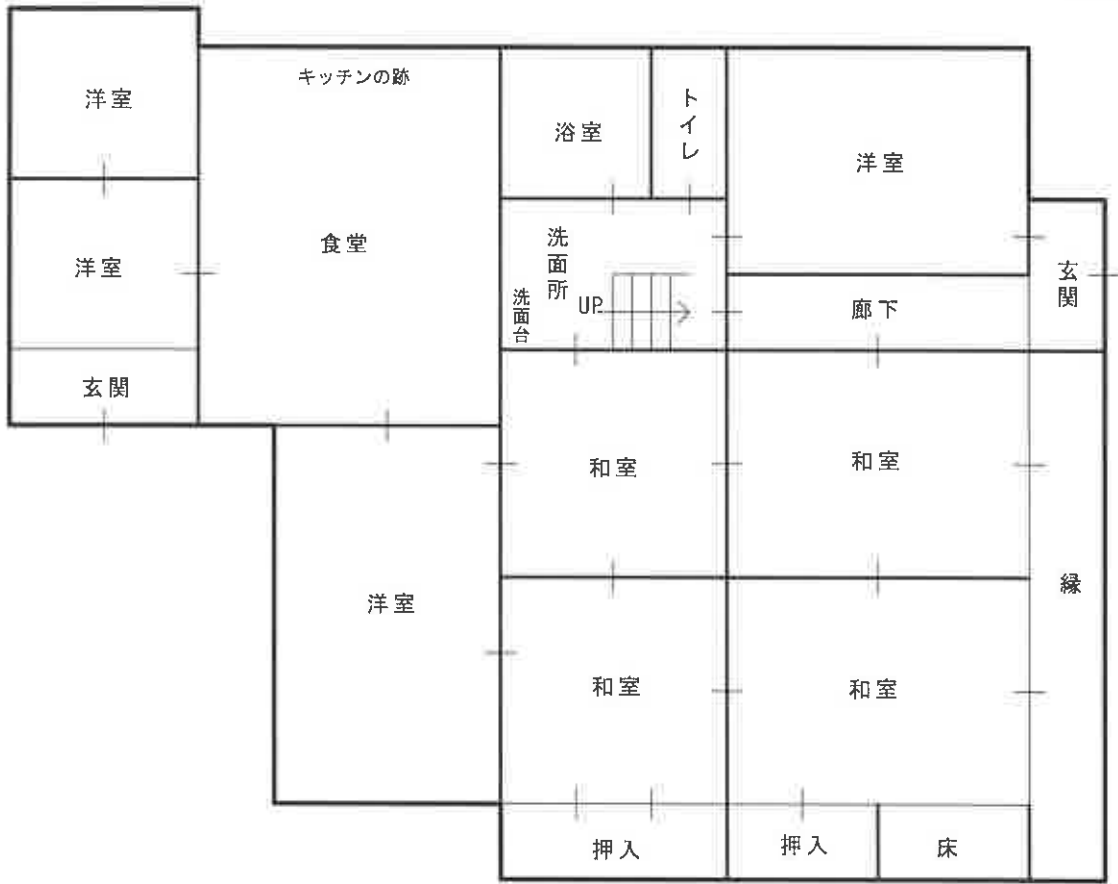 キッチンの跡
洋室
浴室
トイレ
洋室
食堂
洗面所
洋室
玄関
洗面台
UP
廊下
玄関
和室
和室
縁
洋室
和室
和室
押入
押入
床